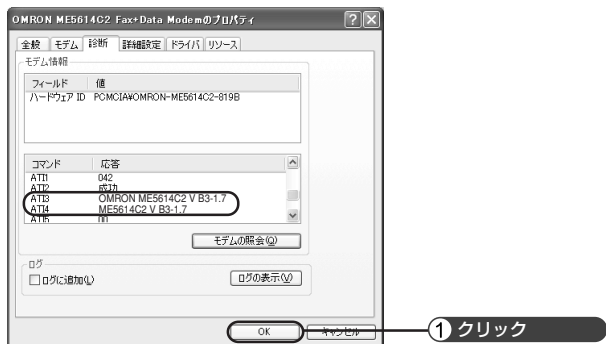 OMRON ME5614C2 Fax+Data Modemのプロパティ
全般 モデム 診断 詳細設定 ドライバ リソース
モデム情報
フィールド 値
ハードウェア ID PCMCIA¥OMRON-ME5614C2-819B
コマンド 応答
ATI1 042
ATI2 成功
ATI3 OMRON ME5614C2 V B3-1.7
ATI4 ME5614C2 V B3-1.7
ATI5 00
モデムの照会(Q)
ログ
ログに追加(L) ログの表示(V)
OK キャンセル
① クリック